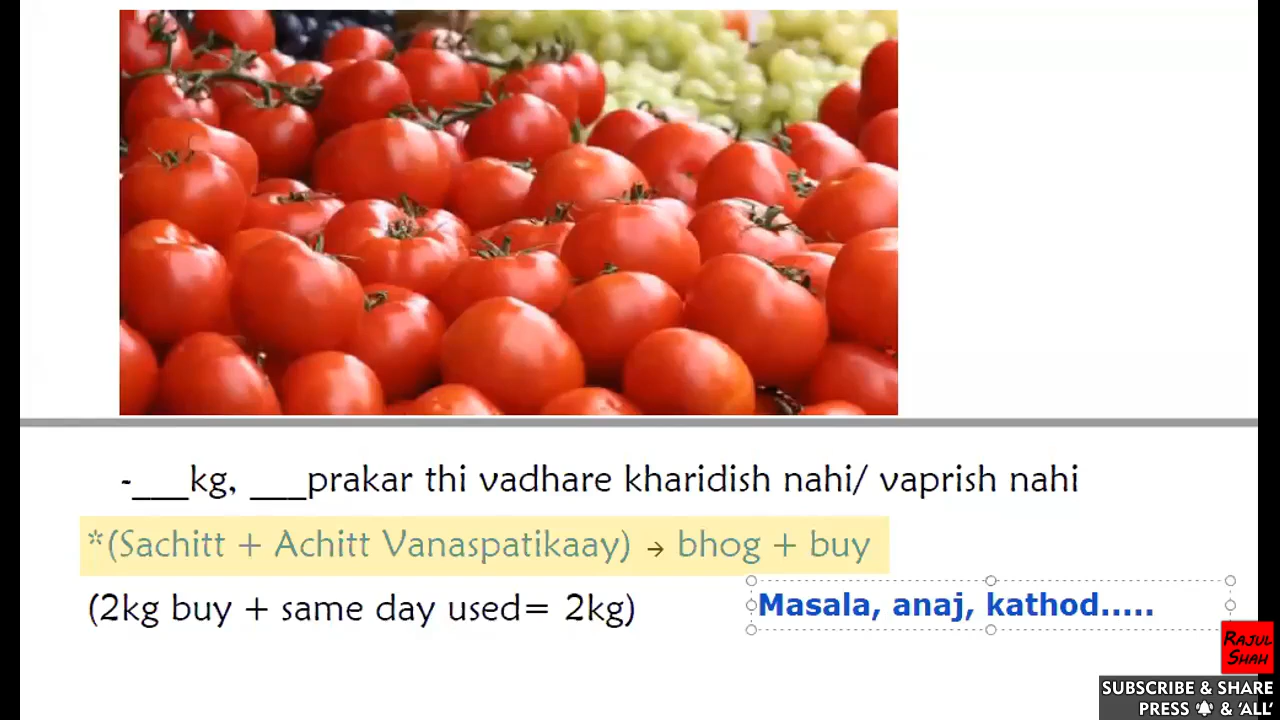 -___kg, ___prakar thi vadhare kharidish nahi/ vaprish nahi
*(Sachitt + Achitt Vanaspatikaay) → bhog + buy
(2kg buy + same day used= 2kg)
Masala, anaj, kathod.....
RAJUL
SHAH
SUBSCRIBE & SHARE
PRESS 🔔 & 'ALL'